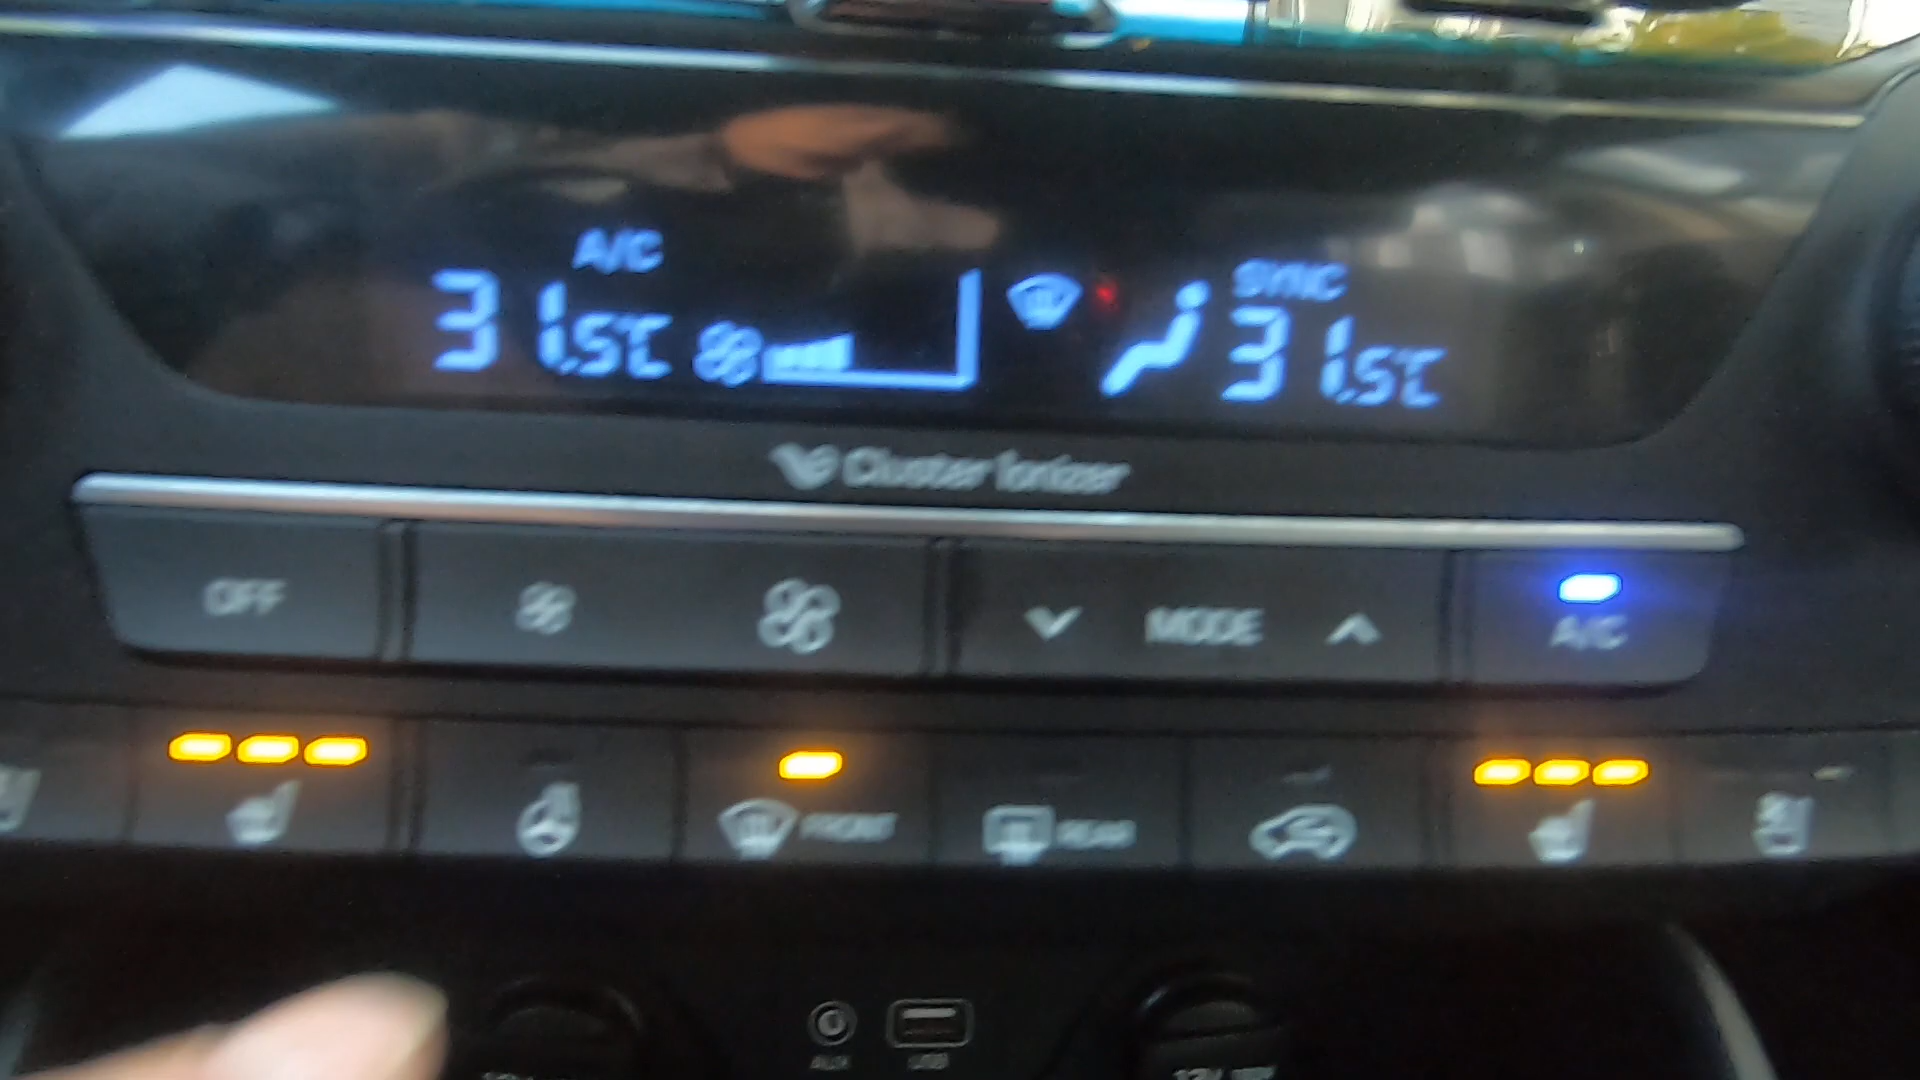 A/C
SYNC
31.5°C
31.5°C
Cluster Ionizer
OFF
MODE
A/C
FRONT
REAR
AUX
USB